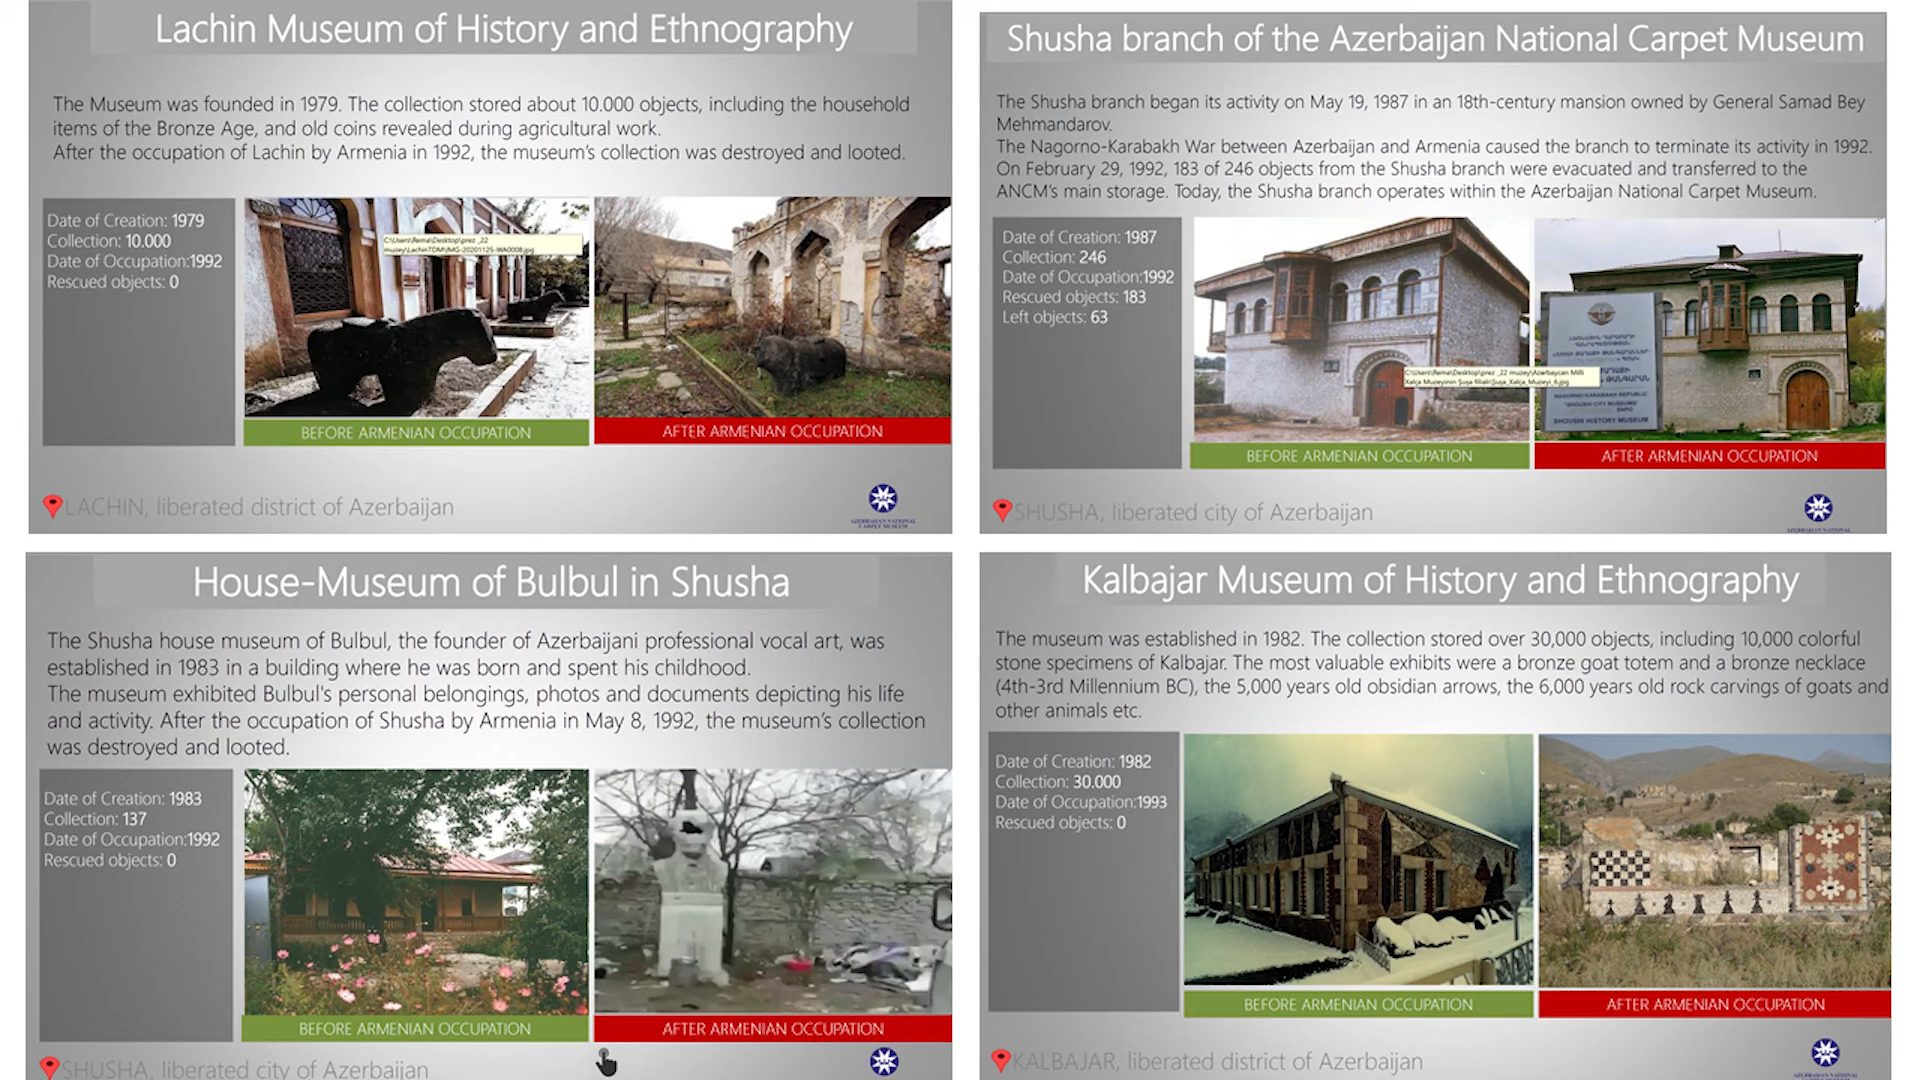 Lachin Museum of History and Ethnography
The Museum was founded in 1979. The collection stored about 10.000 objects, including the household
items of the Bronze Age, and old coins revealed during agricultural work.
After the occupation of Lachin by Armenia in 1992, the museum's collection was destroyed and looted.
Date of Creation: 1979
Collection: 10.000
Date of Occupation:1992
Rescued objects: 0
BEFORE ARMENIAN OCCUPATION
AFTER ARMENIAN OCCUPATION
LACHIN, liberated district of Azerbaijan
AZERBAIJAN NATIONAL
CARPET MUSEUM
Shusha branch of the Azerbaijan National Carpet Museum
The Shusha branch began its activity on May 19, 1987 in an 18th-century mansion owned by General Samad Bey
Mehmandarov.
The Nagorno-Karabakh War between Azerbaijan and Armenia caused the branch to terminate its activity in 1992.
On February 29, 1992, 183 of 246 objects from the Shusha branch were evacuated and transferred to the
ANCM's main storage. Today, the Shusha branch operates within the Azerbaijan National Carpet Museum.
Date of Creation: 1987
Collection: 246
Date of Occupation:1992
Rescued objects: 183
Left objects: 63
NAGORNO-KARABAKH REPUBLIC
"SHOUSHI CITY MUSEUMS"
SNPO
SHOUSHI HISTORY MUSEUM
BEFORE ARMENIAN OCCUPATION
AFTER ARMENIAN OCCUPATION
SHUSHA, liberated city of Azerbaijan
AZERBAIJAN NATIONAL
House-Museum of Bulbul in Shusha
The Shusha house museum of Bulbul, the founder of Azerbaijani professional vocal art, was
established in 1983 in a building where he was born and spent his childhood.
The museum exhibited Bulbul's personal belongings, photos and documents depicting his life
and activity. After the occupation of Shusha by Armenia in May 8, 1992, the museum's collection
was destroyed and looted.
Date of Creation: 1983
Collection: 137
Date of Occupation:1992
Rescued objects: 0
BEFORE ARMENIAN OCCUPATION
AFTER ARMENIAN OCCUPATION
SHUSHA, liberated city of Azerbaijan
Kalbajar Museum of History and Ethnography
The museum was established in 1982. The collection stored over 30,000 objects, including 10,000 colorful
stone specimens of Kalbajar. The most valuable exhibits were a bronze goat totem and a bronze necklace
(4th-3rd Millennium BC), the 5,000 years old obsidian arrows, the 6,000 years old rock carvings of goats and
other animals etc.
Date of Creation: 1982
Collection: 30.000
Date of Occupation:1993
Rescued objects: 0
BEFORE ARMENIAN OCCUPATION
AFTER ARMENIAN OCCUPATION
KALBAJAR, liberated district of Azerbaijan